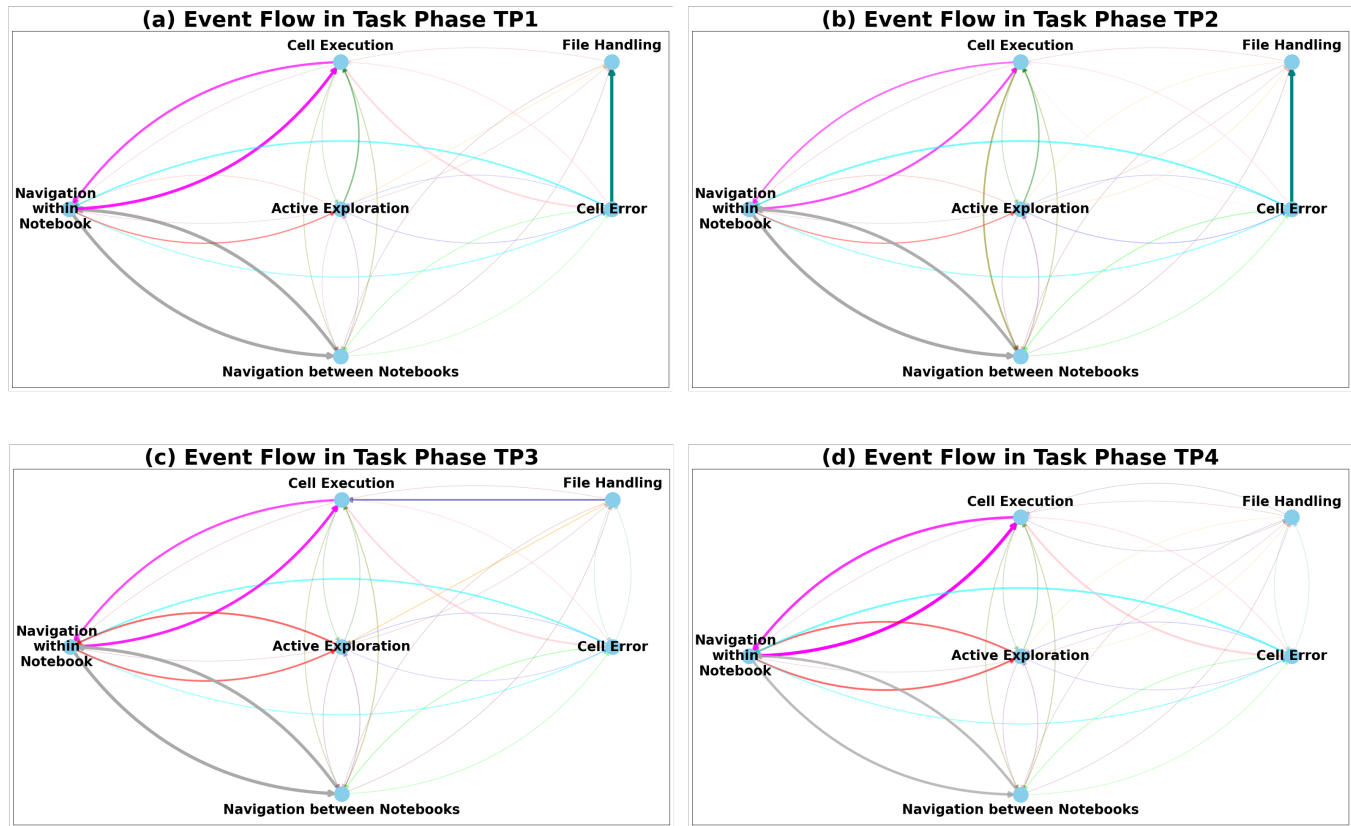 (a) Event Flow in Task Phase TP1
Cell Execution
File Handling
Navigation
within
Notebook
Active Exploration
Cell Error
Navigation between Notebooks
(b) Event Flow in Task Phase TP2
Cell Execution
File Handling
Navigation
within
Notebook
Active Exploration
Cell Error
Navigation between Notebooks
(c) Event Flow in Task Phase TP3
Cell Execution
File Handling
Navigation
within
Notebook
Active Exploration
Cell Error
Navigation between Notebooks
(d) Event Flow in Task Phase TP4
Cell Execution
File Handling
Navigation
within
Notebook
Active Exploration
Cell Error
Navigation between Notebooks